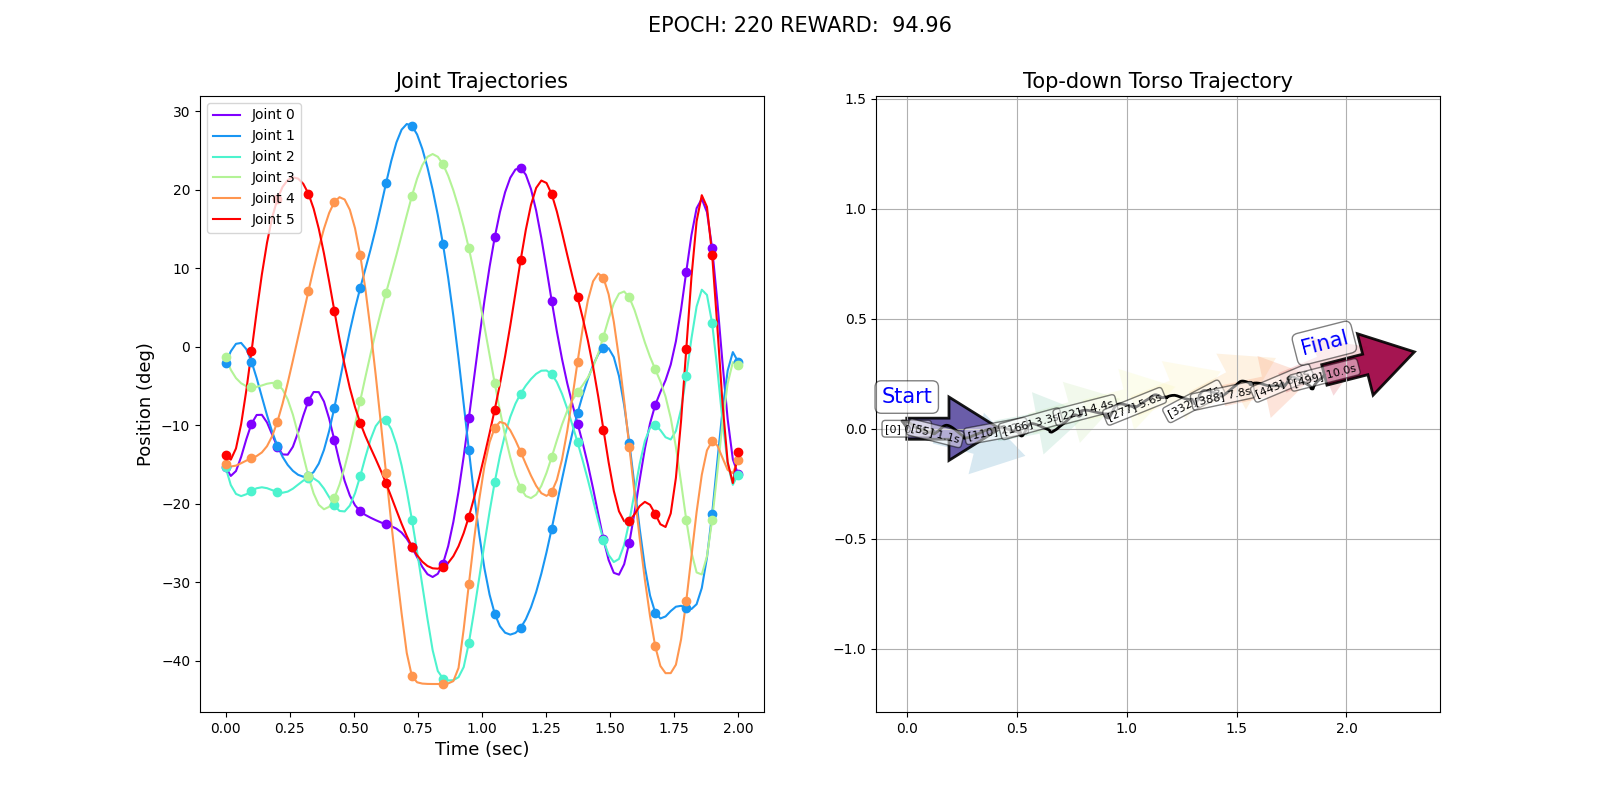 EPOCH: 220 REWARD:  94.96
Joint Trajectories
Position (deg)
30
20
10
0
−10
−20
−30
−40
Joint 0
Joint 1
Joint 2
Joint 3
Joint 4
Joint 5
0.00 0.25 0.50 0.75 1.00 1.25 1.50 1.75 2.00
Time (sec)
Top-down Torso Trajectory
1.5
1.0
0.5
0.0
−0.5
−1.0
Start
Final
[0]
[55] 1.1s
[110]
[166] 3.3s
[221] 4.4s
[277] 5.6s
[332]
[388] 7.8s
[443]
[499] 10.0s
0.0 0.5 1.0 1.5 2.0